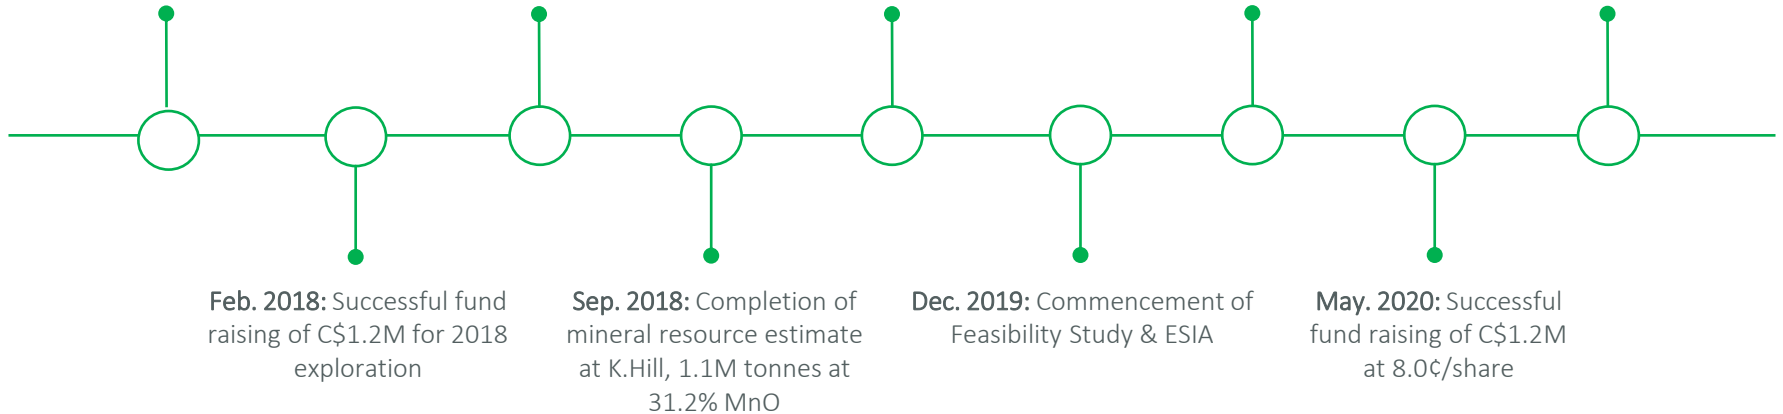 Feb. 2018: Successful fund
raising of C$1.2M for 2018
exploration
Sep. 2018: Completion of
mineral resource estimate
at K.Hill, 1.1M tonnes at
31.2% MnO
Dec. 2019: Commencement of
Feasibility Study & ESIA
May. 2020: Successful
fund raising of C$1.2M
at 8.0¢/share